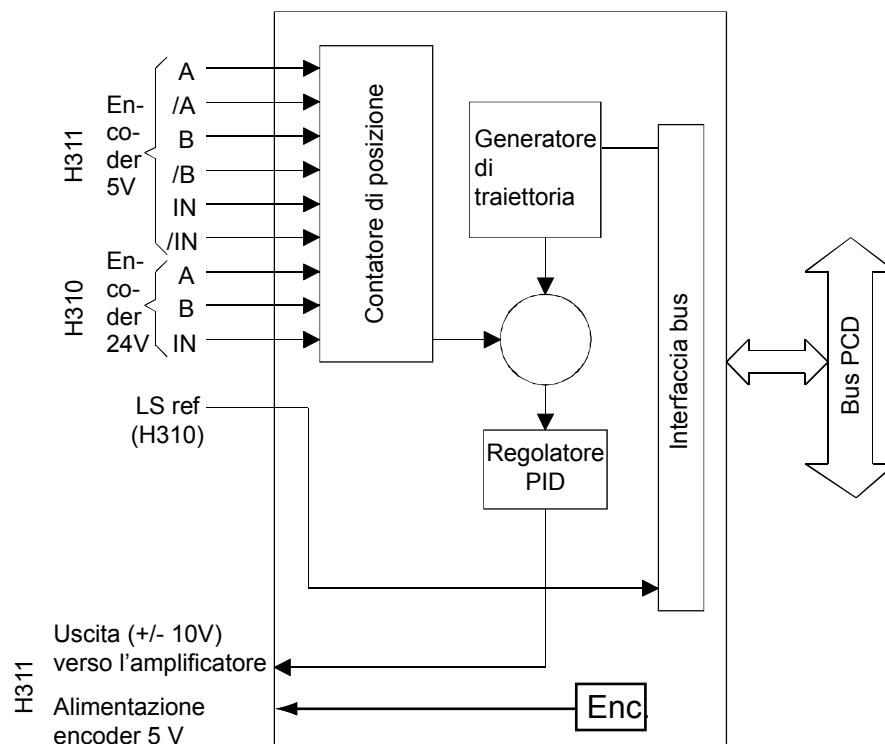 H311
En-
co-
der
5V
A
/A
B
/B
IN
/IN
H310
En-
co-
der
24V
A
B
IN
LS ref
(H310)
Contatore di posizione
Generatore
di
traiettoria
Regolatore
PID
Interfaccia bus
Bus PCD
H311
Uscita (+/- 10V)
verso l’amplificatore
Alimentazione
encoder 5 V
Enc.